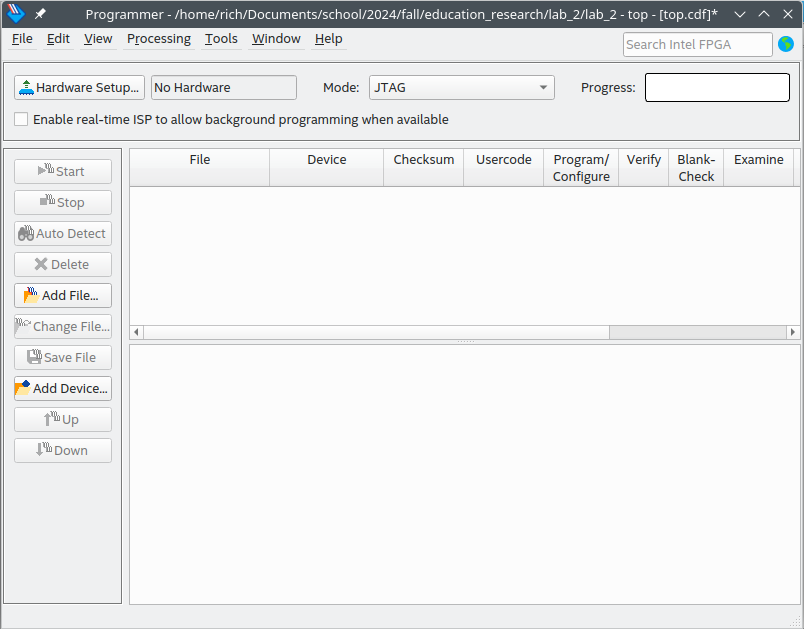 Programmer - /home/rich/Documents/school/2024/fall/education_research/lab_2/lab_2 - top - [top.cdf]*
File Edit View Processing Tools Window Help
Search Intel FPGA
Hardware Setup... No Hardware Mode: JTAG Progress:
Enable real-time ISP to allow background programming when available
Start
Stop
Auto Detect
Delete
Add File...
Change File...
Save File
Add Device...
Up
Down
File Device Checksum Usercode Program/ Verify Blank- Examine
Configure Check